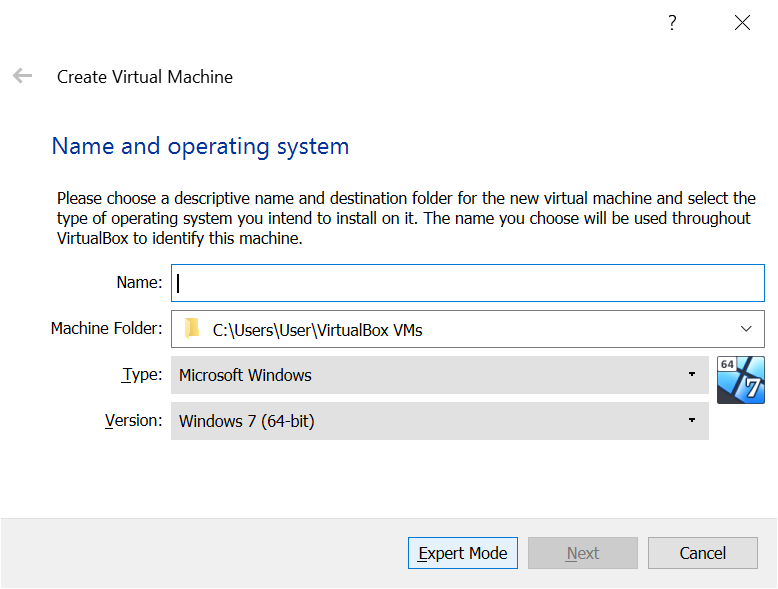 ?
Create Virtual Machine
Name and operating system
Please choose a descriptive name and destination folder for the new virtual machine and select the
type of operating system you intend to install on it. The name you choose will be used throughout
VirtualBox to identify this machine.
Name:
Machine Folder: C:\Users\User\VirtualBox VMs
Type: Microsoft Windows 64 7
Version: Windows 7 (64-bit)
Expert Mode Next Cancel